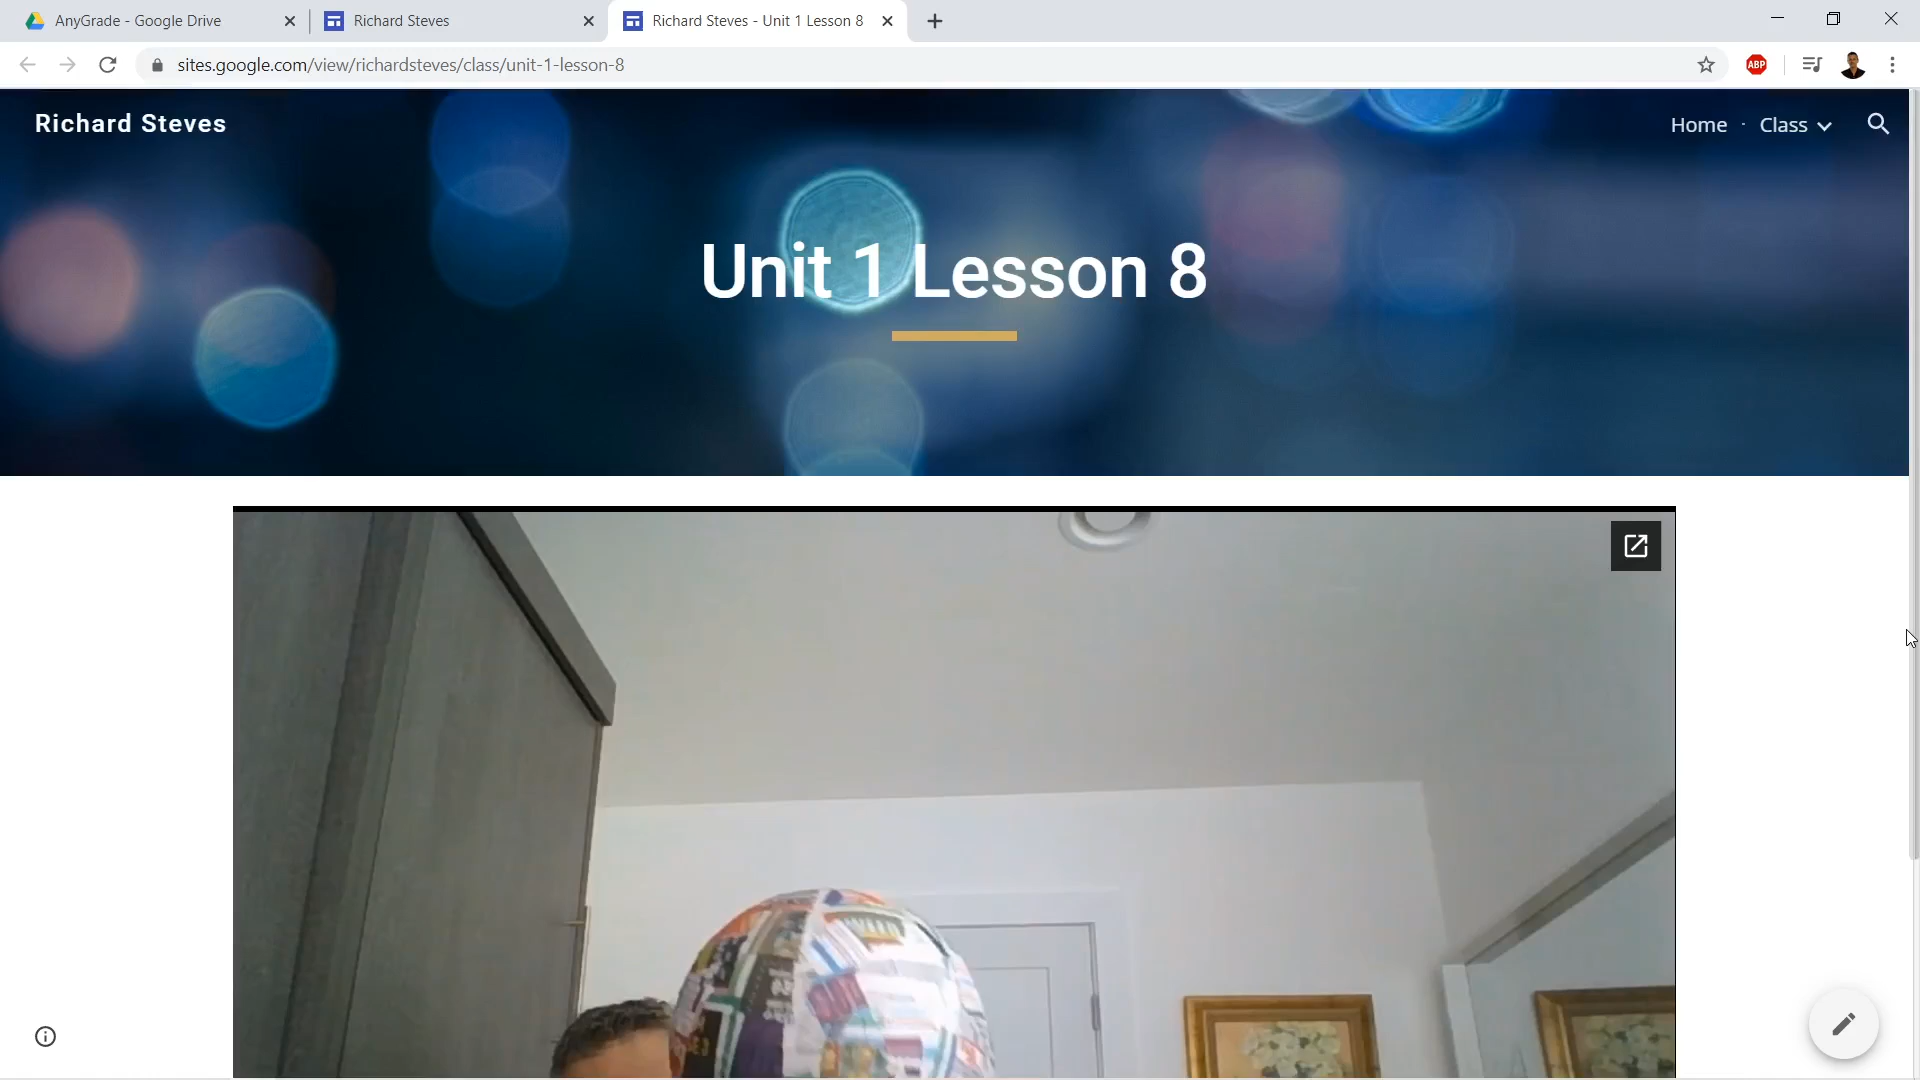 AnyGrade - Google Drive
Richard Steves
Richard Steves - Unit 1 Lesson 8
sites.google.com/view/richardsteves/class/unit-1-lesson-8
ABP
Richard Steves
Home
Class
Unit 1 Lesson 8